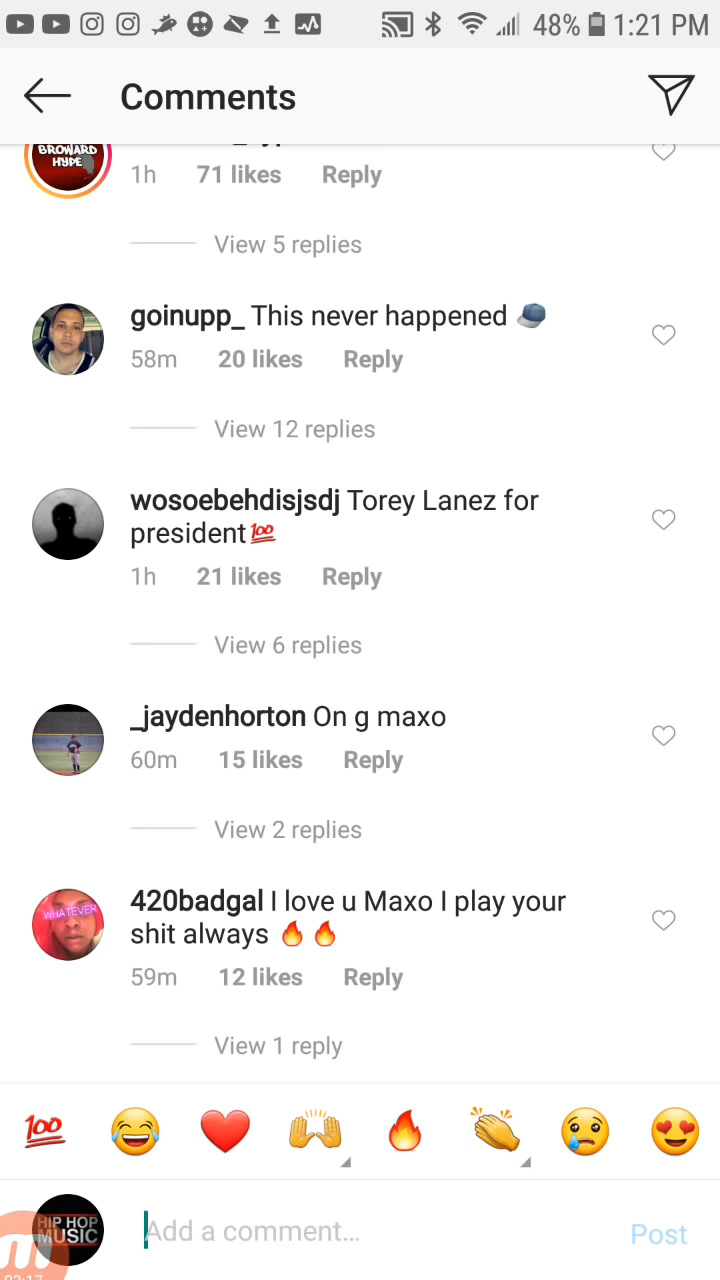 48% 1:21 PM
Comments
BROWARD
HYPE
1h 71 likes Reply
View 5 replies
goinupp_ This never happened
58m 20 likes Reply
View 12 replies
wosoebehdisjsdj Torey Lanez for
president💯
1h 21 likes Reply
View 6 replies
_jaydenhorton On g maxo
60m 15 likes Reply
View 2 replies
WHATEVER
420badgal I love u Maxo I play your
shit always 🔥🔥
59m 12 likes Reply
View 1 reply
HIP HOP
MUSIC
Add a comment...
Post